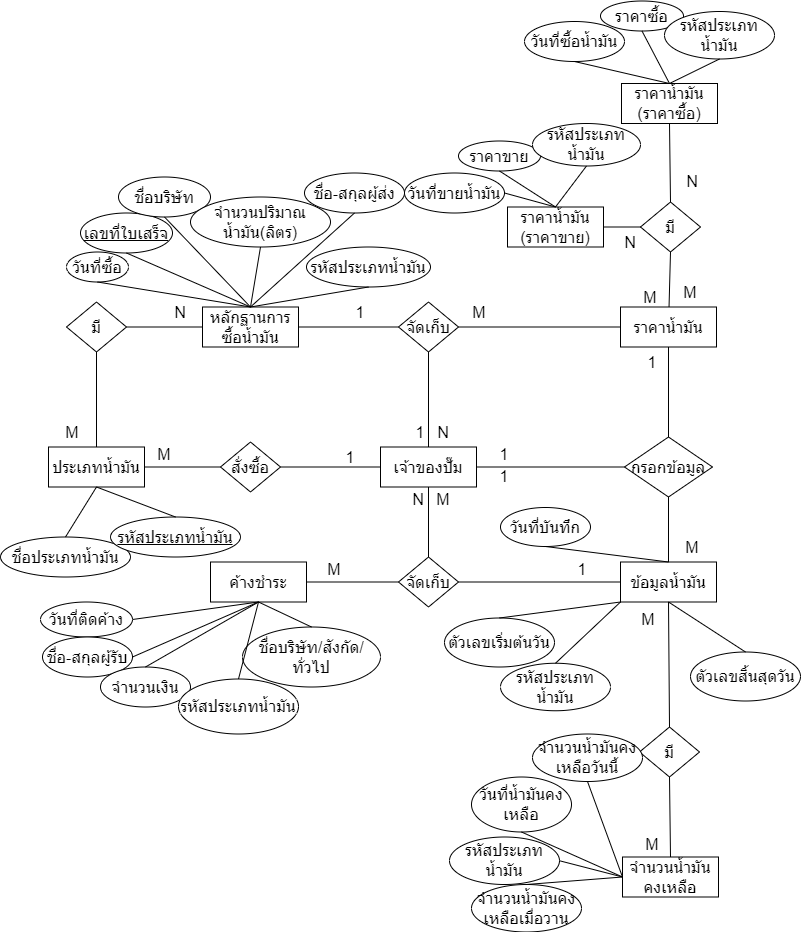 ราคาซื้อ
วันที่ซื้อน้ำมัน
รหัสประเภท
น้ำมัน
ราคาน้ำมัน
(ราคาซื้อ)
รหัสประเภท
น้ำมัน
ราคาขาย
วันที่ขายน้ำมัน
N
ราคาน้ำมัน
(ราคาขาย)
N
มี
M
M
ชื่อบริษัท
ชื่อ-สกุลผู้ส่ง
จำนวนปริมาณ
น้ำมัน(ลิตร)
เลขที่ใบเสร็จ
วันที่ซื้อ
รหัสประเภทน้ำมัน
มี
N
หลักฐานการ
ซื้อน้ำมัน
1
จัดเก็บ
M
ราคาน้ำมัน
1
M
1
N
ประเภทน้ำมัน
M
สั่งซื้อ
1
เจ้าของปั๊ม
1
1
กรอกข้อมูล
N
M
รหัสประเภทน้ำมัน
ชื่อประเภทน้ำมัน
วันที่บันทึก
M
ค้างชำระ
M
จัดเก็บ
1
ข้อมูลน้ำมัน
M
วันที่ติดค้าง
ชื่อ-สกุลผู้รับ
จำนวนเงิน
รหัสประเภทน้ำมัน
ชื่อบริษัท/สังกัด/
ทั่วไป
ตัวเลขเริ่มต้นวัน
รหัสประเภท
น้ำมัน
ตัวเลขสิ้นสุดวัน
มี
จำนวนน้ำมันคง
เหลือวันนี้
วันที่น้ำมันคง
เหลือ
รหัสประเภท
น้ำมัน
M
จำนวนน้ำมัน
คงเหลือ
จำนวนน้ำมันคง
เหลือเมื่อวาน